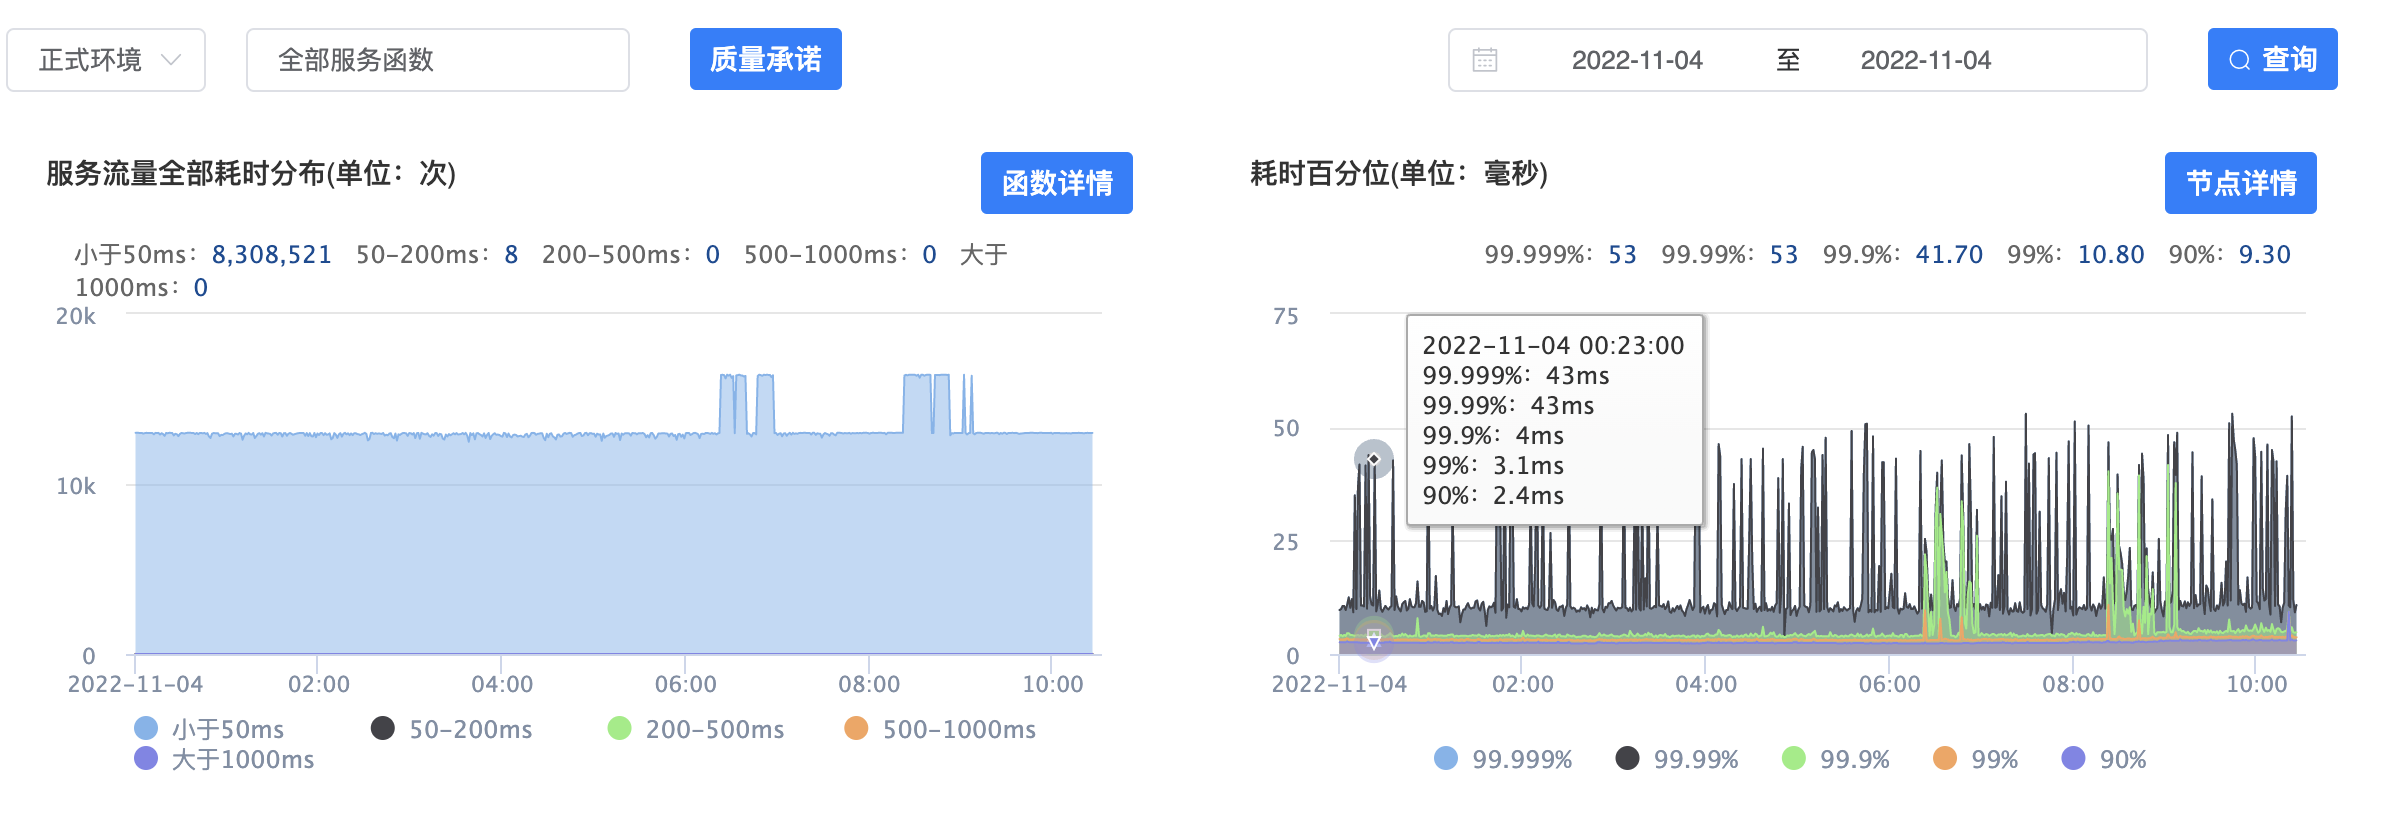 正式环境
全部服务函数
质量承诺
2022-11-04 至 2022-11-04
查询
服务流量全部耗时分布(单位：次)
函数详情
小于50ms： 8,308,521 50-200ms： 8 200-500ms： 0 500-1000ms： 0 大于
1000ms： 0
20k
10k
0
2022-11-04 02:00 04:00 06:00 08:00 10:00
小于50ms 50-200ms 200-500ms 500-1000ms
大于1000ms
耗时百分位(单位：毫秒)
节点详情
99.999%： 53 99.99%： 53 99.9%： 41.70 99%： 10.80 90%： 9.30
75
50
25
0
2022-11-04 00:23:00
99.999%：43ms
99.99%：43ms
99.9%：4ms
99%：3.1ms
90%：2.4ms
2022-11-04 02:00 04:00 06:00 08:00 10:00
99.999% 99.99% 99.9% 99% 90%